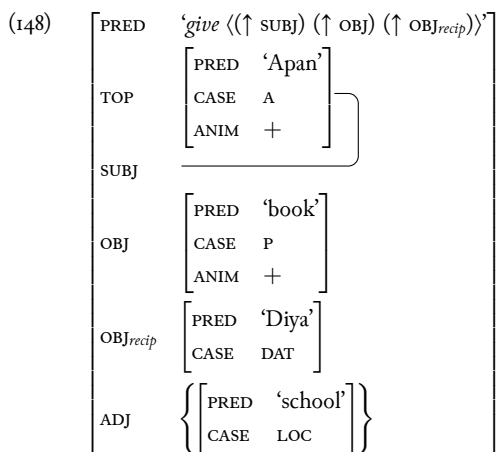 (148) PRED ‘give ⟨(↑ SUBJ) (↑ OBJ) (↑ OBJrecip)⟩’
PRED ‘Apan’
TOP CASE A
ANIM +
SUBJ
PRED ‘book’
OBJ CASE P
ANIM +
OBJrecip PRED ‘Diya’
CASE DAT
ADJ PRED ‘school’
CASE LOC